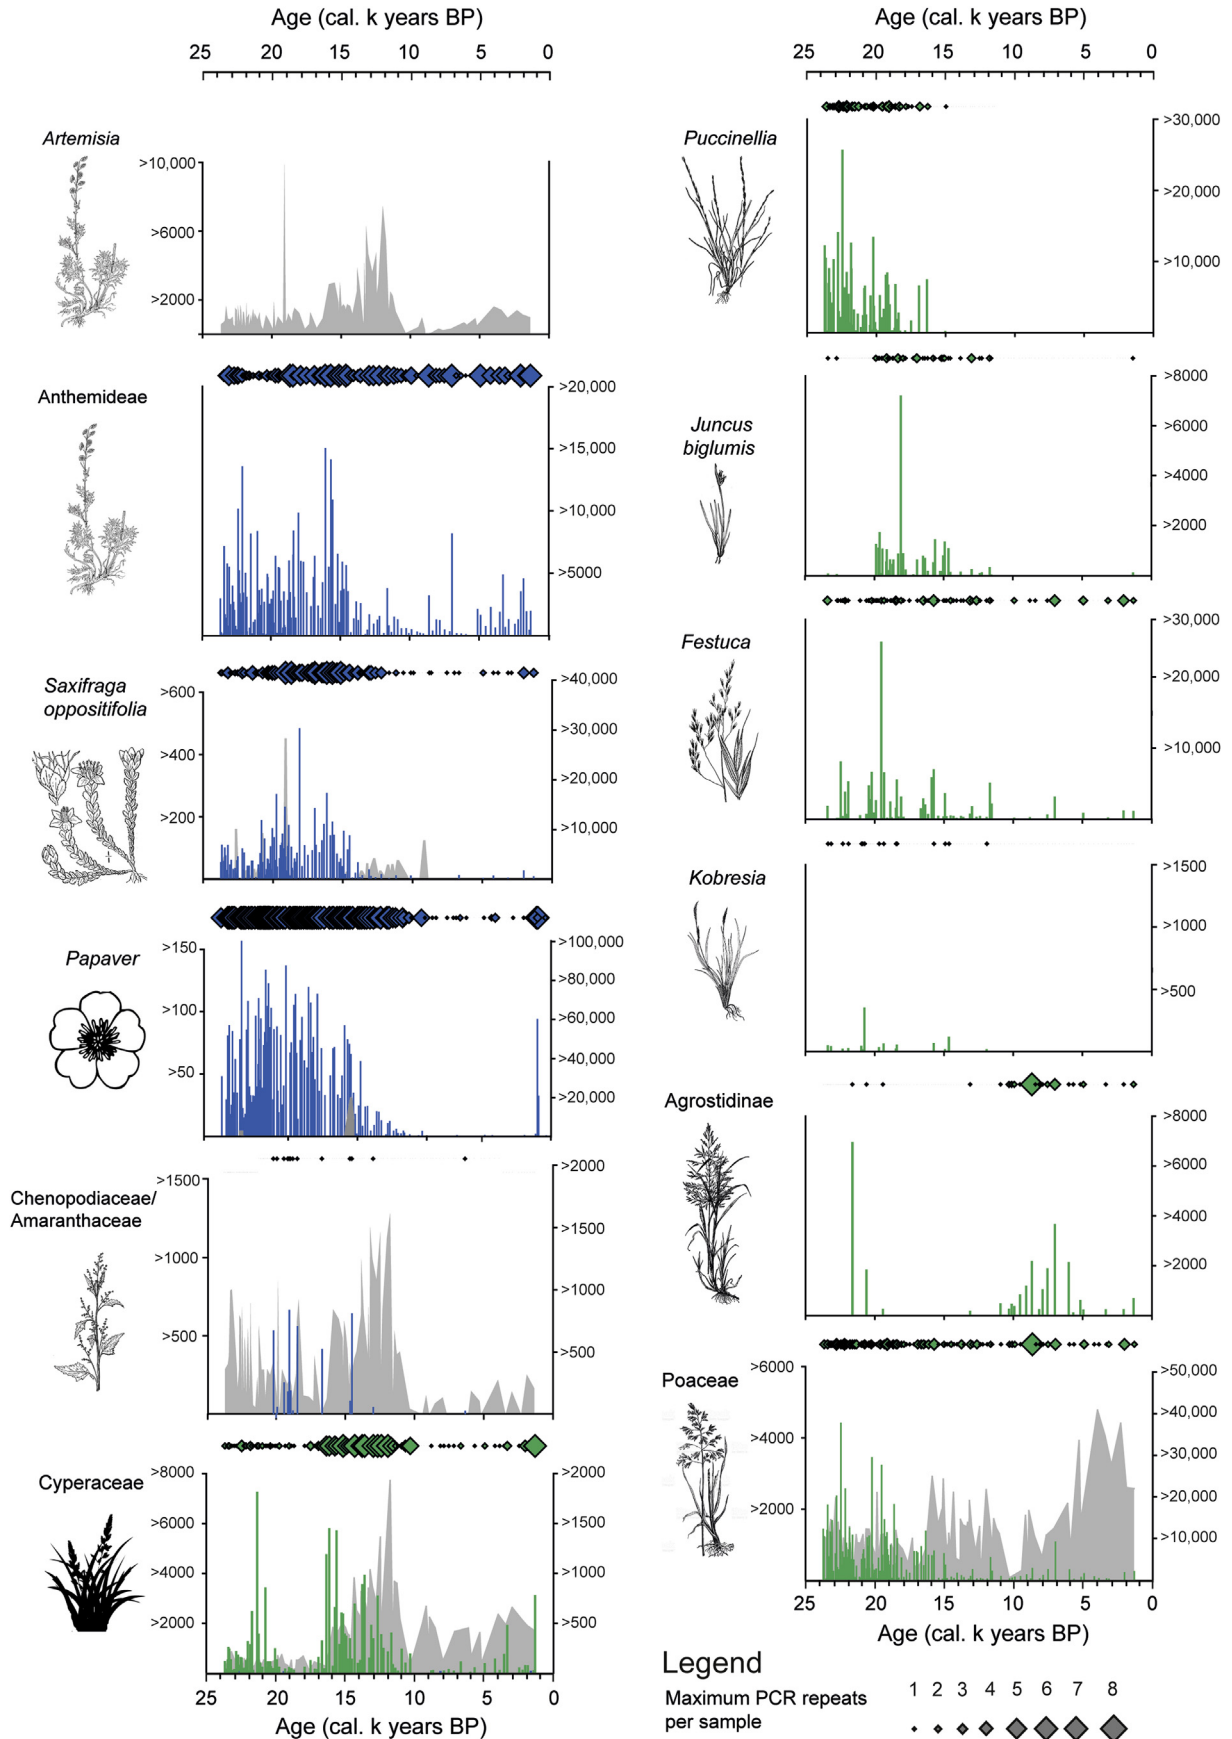 Age (cal. k years BP)
25 20 15 10 5 0
Artemisia
>10,000
>6000
>2000
Anthemideae
>20,000
>15,000
>10,000
>5000
Saxifraga
oppositifolia
>600
>400
>200
>40,000
>30,000
>20,000
>10,000
Papaver
>150
>100
>50
>100,000
>80,000
>60,000
>40,000
>20,000
Chenopodiaceae/
Amaranthaceae
>1500
>1000
>500
>2000
>1500
>1000
>500
Cyperaceae
>8000
>6000
>4000
>2000
>2000
>1500
>1000
>500
25 20 15 10 5 0
Age (cal. k years BP)
Age (cal. k years BP)
25 20 15 10 5 0
Puccinellia
>30,000
>20,000
>10,000
Juncus
biglumis
>8000
>6000
>4000
>2000
Festuca
>30,000
>20,000
>10,000
Kobresia
>1500
>1000
>500
Agrostidinae
>8000
>6000
>4000
>2000
Poaceae
>6000
>4000
>2000
>50,000
>40,000
>30,000
>20,000
>10,000
25 20 15 10 5 0
Age (cal. k years BP)
Legend
Maximum PCR repeats
per sample
1 2 3 4 5 6 7 8